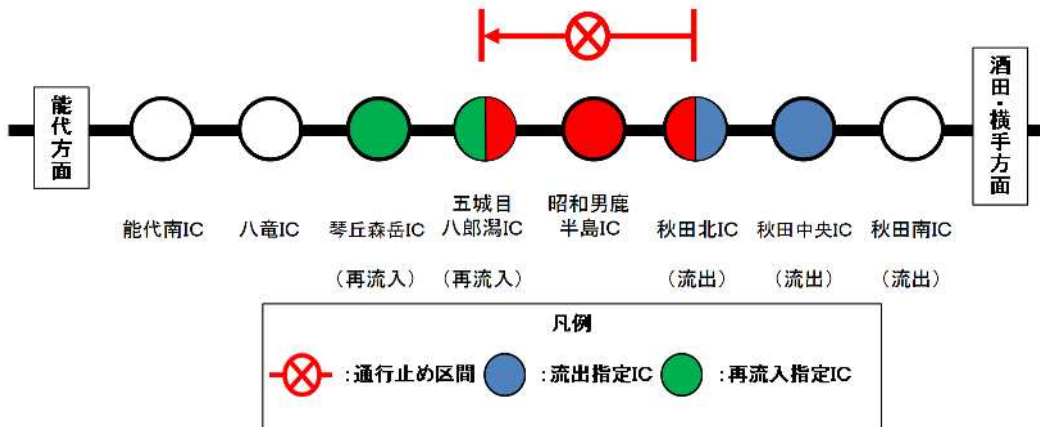 能代方面
酒田・横手方面
能代南IC
八竜IC
琴丘森岳IC
(再流入)
五城目
八郎潟IC
(再流入)
昭和男鹿
半島IC
秋田北IC
(流出)
秋田中央IC
(流出)
秋田南IC
(流出)
凡例
:通行止め区間
:流出指定IC
:再流入指定IC